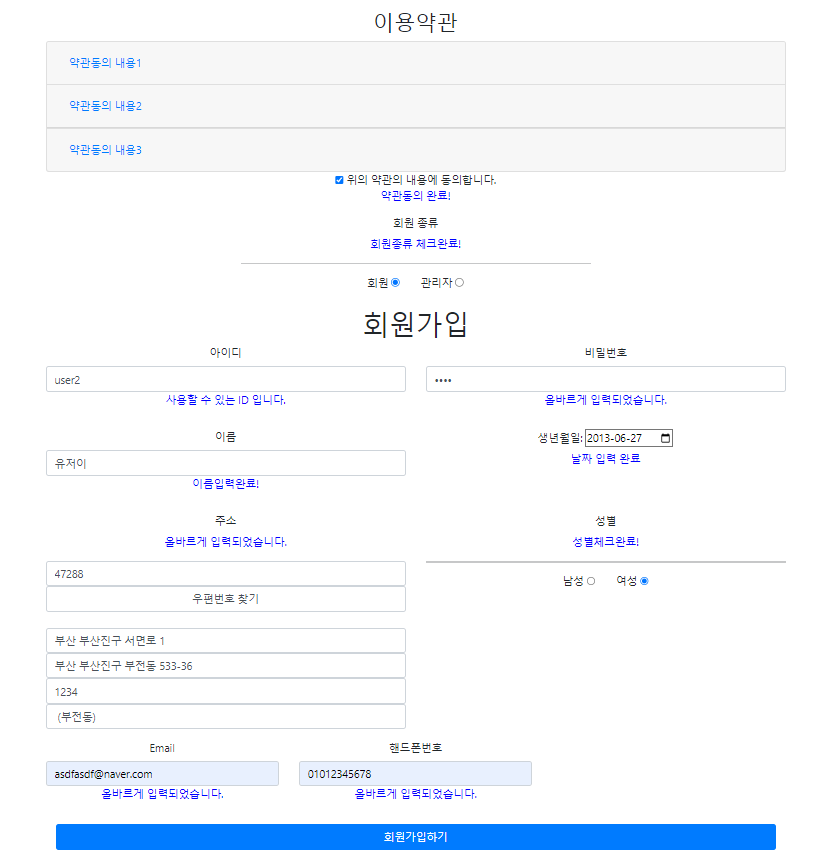 이용약관
약관동의 내용1
약관동의 내용2
약관동의 내용3
위의 약관의 내용에 동의합니다.
약관동의 완료!
회원 종류
회원종류 체크완료!
회원 관리자
회원가입
아이디 비밀번호
user2 ••••
사용할 수 있는 ID 입니다. 올바르게 입력되었습니다.
이름 생년월일: 2013-06-27
유저이 날짜 입력 완료
이름입력완료!
주소 성별
올바르게 입력되었습니다. 성별체크완료!
47288 남성 여성
우편번호 찾기
부산 부산진구 서면로 1
부산 부산진구 부전동 533-36
1234
(부전동)
Email 핸드폰번호
asdfasdf@naver.com 01012345678
올바르게 입력되었습니다. 올바르게 입력되었습니다.
회원가입하기